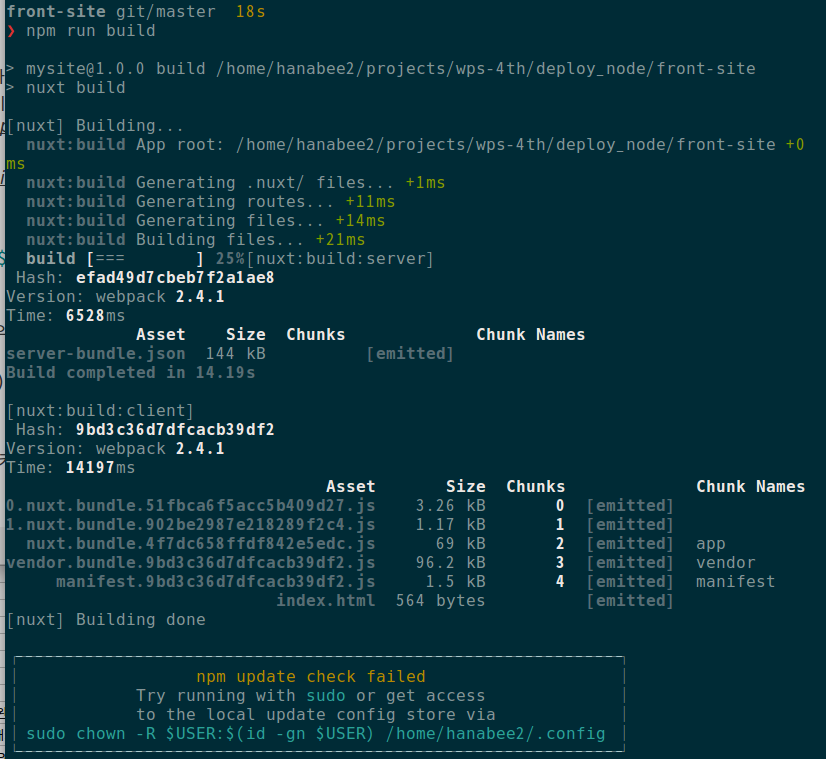 front-site git/master 18s
❯ npm run build
> mysite@1.0.0 build /home/hanabee2/projects/wps-4th/deploy_node/front-site
> nuxt build
[nuxt] Building...
nuxt:build App root: /home/hanabee2/projects/wps-4th/deploy_node/front-site +0
ms
nuxt:build Generating .nuxt/ files... +1ms
nuxt:build Generating routes... +11ms
nuxt:build Generating files... +14ms
nuxt:build Building files... +21ms
build [===       ] 25%[nuxt:build:server]
Hash: efad49d7cbeb7f2a1ae8
Version: webpack 2.4.1
Time: 6528ms
Asset Size Chunks Chunk Names
server-bundle.json 144 kB [emitted]
Build completed in 14.19s
[nuxt:build:client]
Hash: 9bd3c36d7dfcacb39df2
Version: webpack 2.4.1
Time: 14197ms
Asset Size Chunks Chunk Names
0.nuxt.bundle.51fbca6f5acc5b409d27.js 3.26 kB 0 [emitted]
1.nuxt.bundle.902be2987e218289f2c4.js 1.17 kB 1 [emitted]
nuxt.bundle.4f7dc658ffdf842e5edc.js 69 kB 2 [emitted] app
vendor.bundle.9bd3c36d7dfcacb39df2.js 96.2 kB 3 [emitted] vendor
manifest.9bd3c36d7dfcacb39df2.js 1.5 kB 4 [emitted] manifest
index.html 564 bytes [emitted]
[nuxt] Building done
npm update check failed
Try running with sudo or get access
to the local update config store via
sudo chown -R $USER:$(id -gn $USER) /home/hanabee2/.config